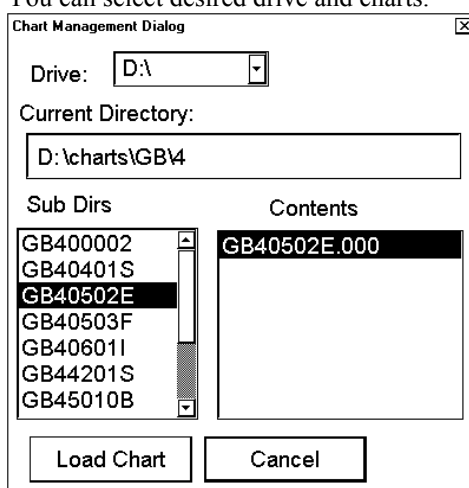 You can select desired drive and charts.
Chart Management Dialog
Drive: D:\
Current Directory:
D:\charts\GB\4
Sub Dirs
Contents
GB400002
GB40401S
GB40502E
GB40503F
GB40601I
GB44201S
GB45010B
GB40502E.000
Load Chart
Cancel